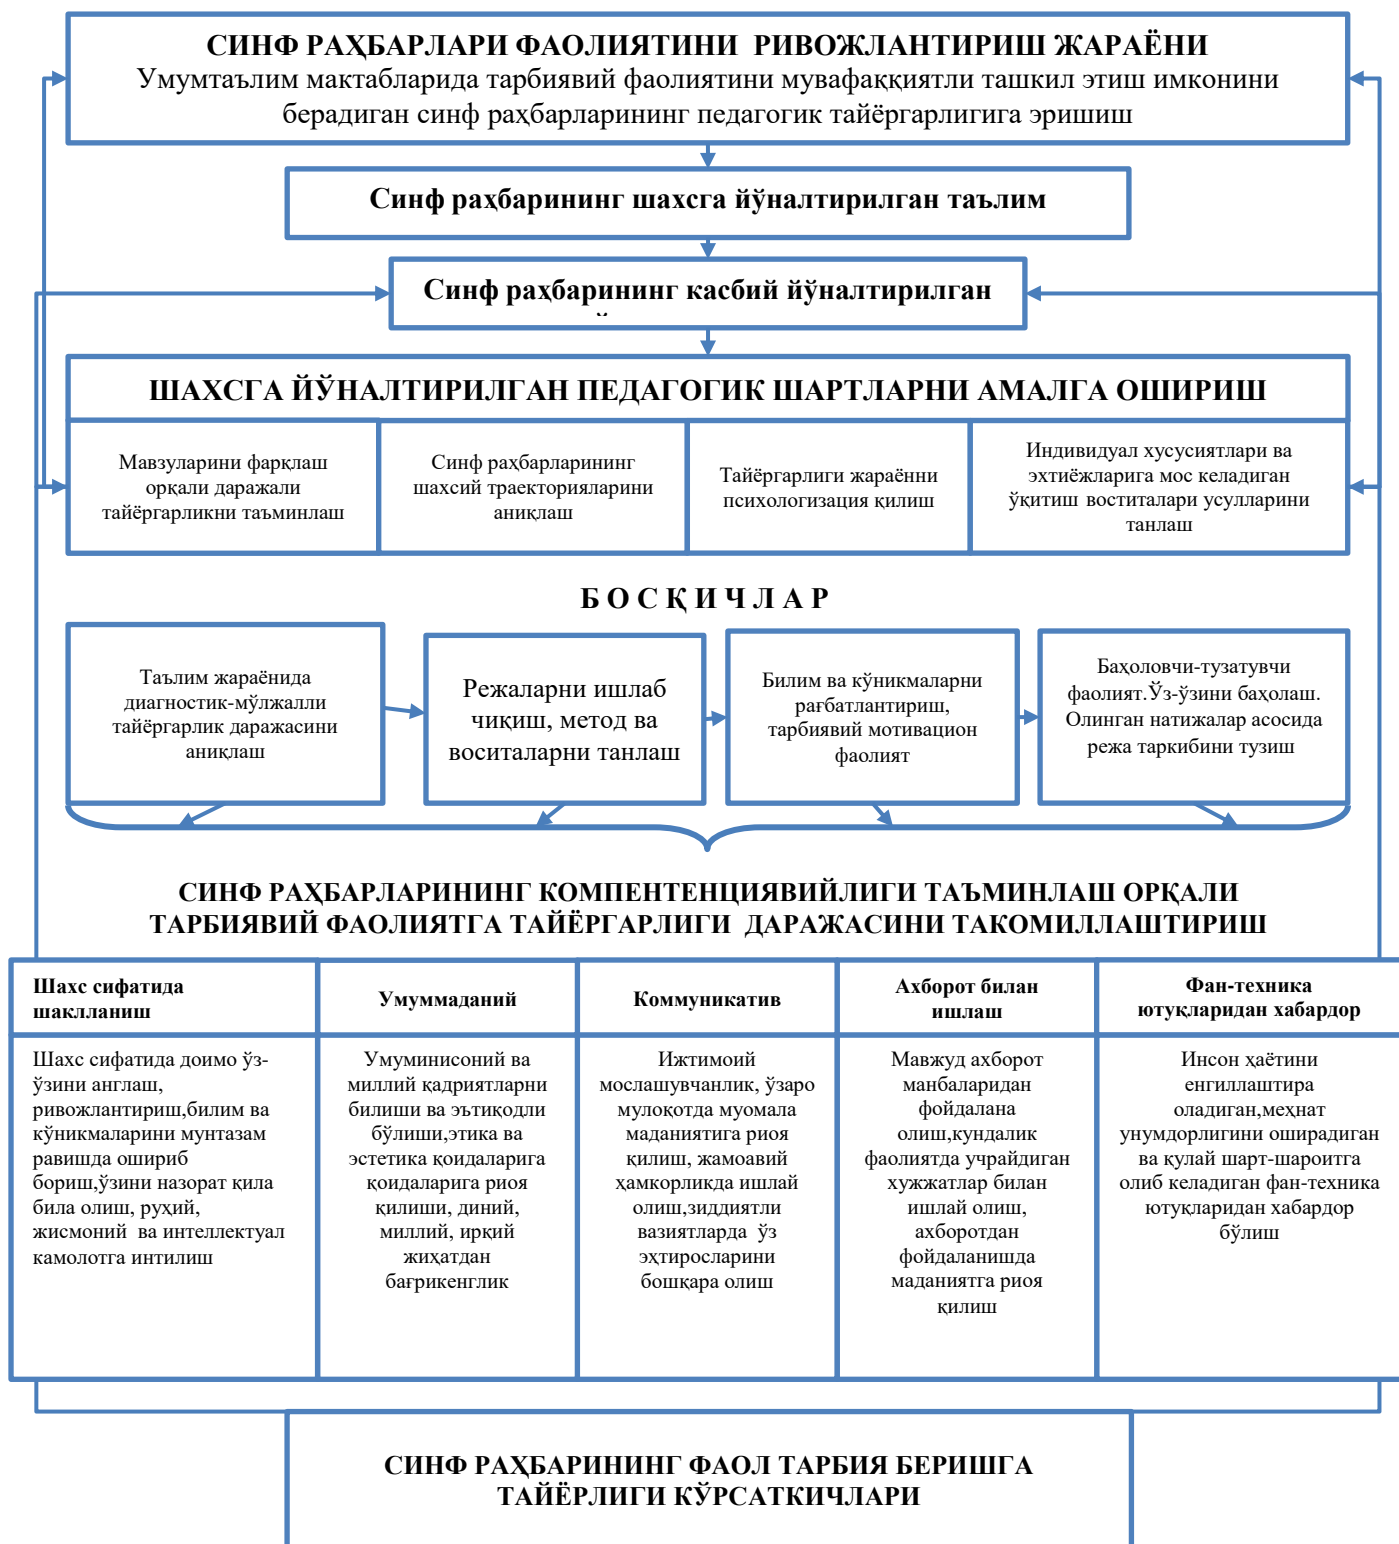 СИНФ РАҲБАРЛАРИ ФАОЛИЯТИНИ РИВОЖЛАНТИРИШ ЖАРАЁНИ
Умумтаълим мактабларида тарбиявий фаолиятини мувафаққиятли ташкил этиш имконини
берадиган синф раҳбарларининг педагогик тайёргарлигига эришиш
Синф раҳбарининг шахсга йўналтирилган таълим
Синф раҳбарининг касбий йўналтирилган
ШАХСГА ЙЎНАЛТИРИЛГАН ПЕДАГОГИК ШАРТЛАРНИ АМАЛГА ОШИРИШ
Мавзуларини фарқлаш
орқали даражали
тайёргарликни таъминлаш
Синф раҳбарларининг
шахсий траекторияларини
аниқлаш
Тайёргарлиги жараённи
психологизация қилиш
Индивидуал хусусиятлари ва
эхтиёжларига мос келадиган
ўқитиш воститалари усулларини
танлаш
Б О С Қ И Ч Л А Р
Таълим жараёнида
диагностик-мўлжалли
тайёргарлик даражасини
аниқлаш
Режаларни ишлаб
чиқиш, метод ва
воситаларни танлаш
Билим ва кўникмаларни
рағбатлантириш,
тарбиявий мотивацион
фаолият
Баҳоловчи-тузатувчи
фаолият.Ўз-ўзини баҳолаш.
Олинган натижалар асосида
режа таркибини тузиш
СИНФ РАҲБАРЛАРИНИНГ КОМПЕНТЕНЦИЯВИЙЛИГИ ТАЪМИНЛАШ ОРҚАЛИ
ТАРБИЯВИЙ ФАОЛИЯТГА ТАЙЁРГАРЛИГИ ДАРАЖАСИНИ ТАКОМИЛЛАШТИРИШ
Шахс сифатида
шаклланиш
Умуммаданий
Коммуникатив
Ахборот билан
ишлаш
Фан-техника
ютуқларидан хабардор
Шахс сифатида доимо ўз-
ўзини англаш,
ривожлантириш,билим ва
кўникмаларини мунтазам
равишда ошириб
бориш,ўзини назорат қила
била олиш, руҳий,
жисмоний ва интеллектуал
камолотга интилиш
Умуминисоний ва
миллий қадриятларни
билиши ва эътиқодли
бўлиши,этика ва
эстетика қоидаларига
қоидаларига риоя
қилиши, диний,
миллий, ирқий
жиҳатдан
бағрикенглик
Ижтимоий
мослашувчанлик, ўзаро
мулоқотда муомала
маданиятига риоя
қилиш, жамоавий
ҳамкорликда ишлай
олиш,зиддиятли
вазиятларда ўз
эҳтиросларини
бошқара олиш
Мавжуд ахборот
манбаларидан
фойдалана
олиш,кундалик
фаолиятда учрайдиган
хужжатлар билан
ишлай олиш,
ахборотдан
фойдаланишда
маданиятга риоя
қилиш
Инсон ҳаётини
енгиллаштира
оладиган,меҳнат
унумдорлигини оширадиган
ва қулай шарт-шароитга
олиб келадиган фан-техника
ютуқларидан хабардор
бўлиш
СИНФ РАҲБАРИНИНГ ФАОЛ ТАРБИЯ БЕРИШГА
ТАЙЁРЛИГИ КЎРСАТКИЧЛАРИ